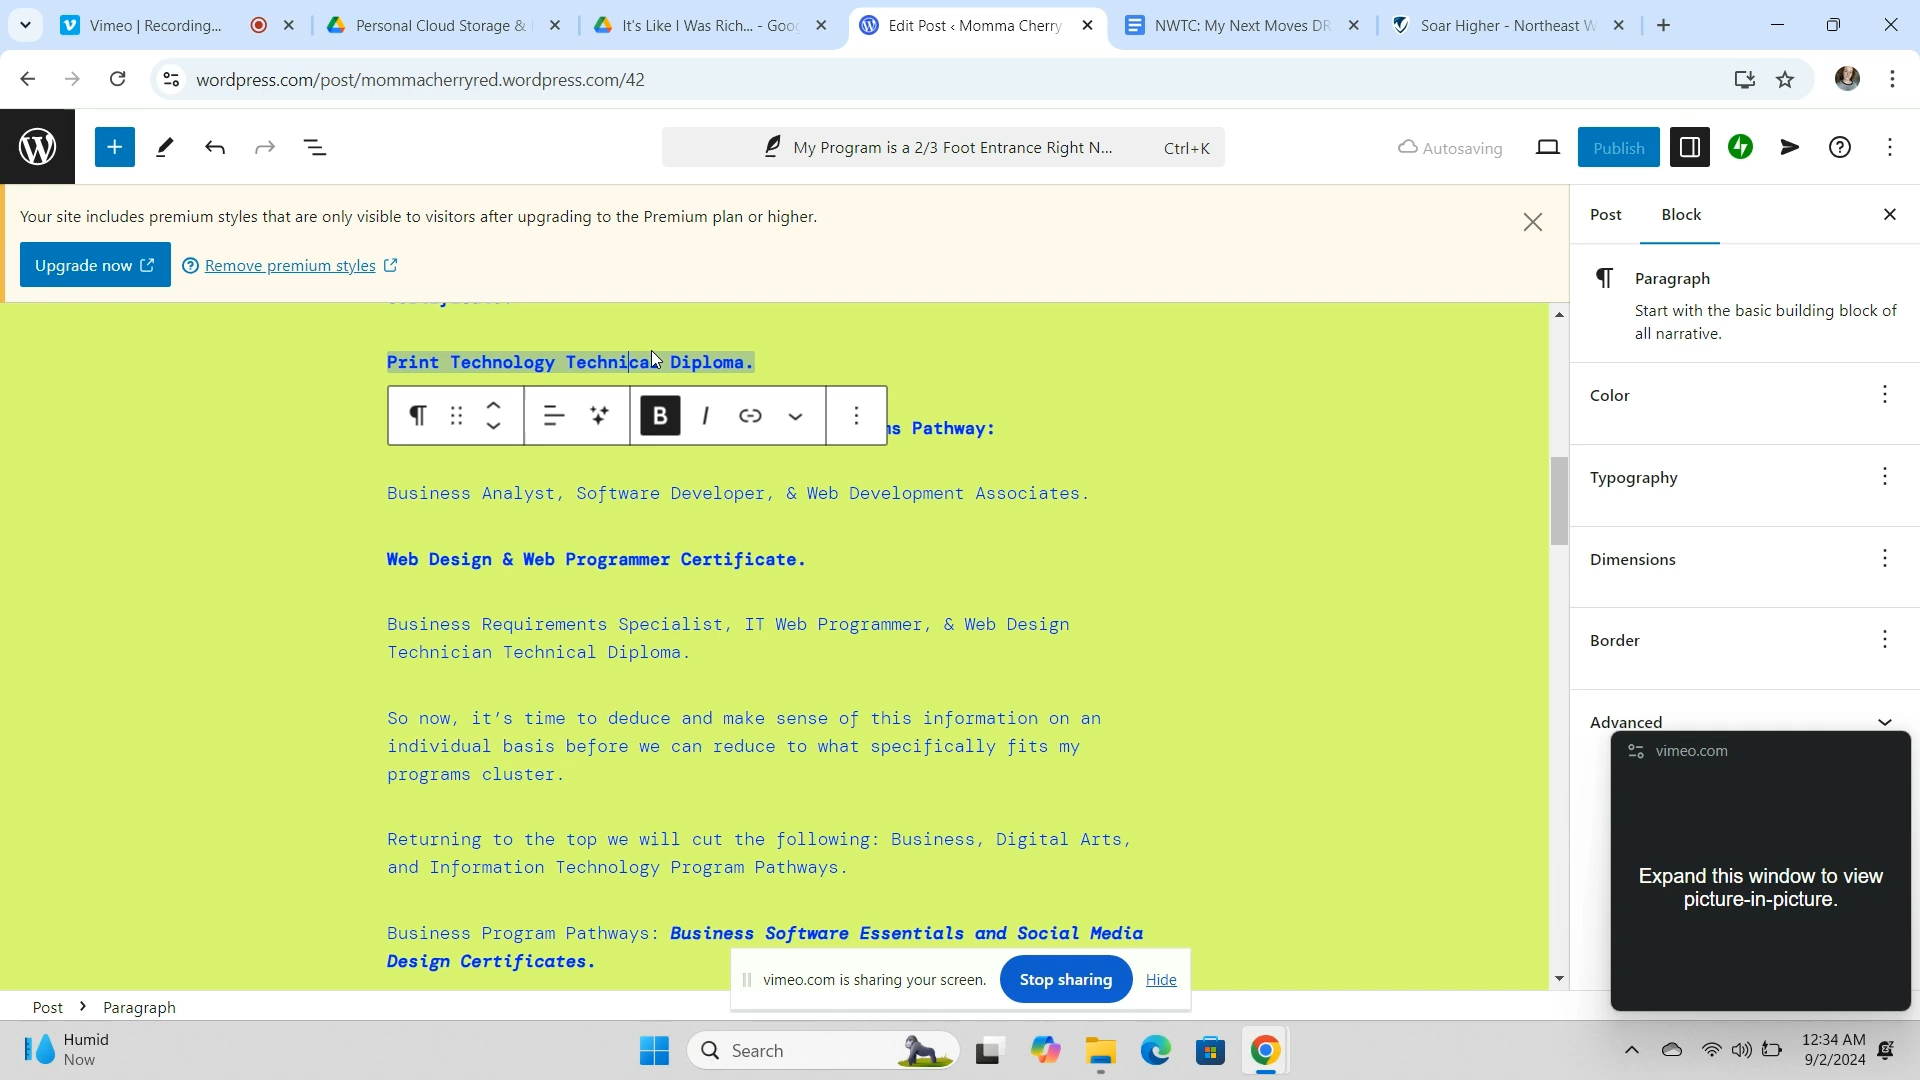 Vimeo | Recording...
Personal Cloud Storage &
It's Like I Was Rich... - Goog
Edit Post ‹ Momma Cherry
NWTC: My Next Moves DR
Soar Higher - Northeast W
wordpress.com/post/mommacherryred.wordpress.com/42
My Program is a 2/3 Foot Entrance Right N...
Ctrl+K
Autosaving
Publish
Your site includes premium styles that are only visible to visitors after upgrading to the Premium plan or higher.
Upgrade now
Remove premium styles
Post
Block
Paragraph
Start with the basic building block of
all narrative.
Color
Typography
Dimensions
Border
Advanced
Print Technology Technical Diploma.
B
I
Pathway:
Business Analyst, Software Developer, & Web Development Associates.
Web Design & Web Programmer Certificate.
Business Requirements Specialist, IT Web Programmer, & Web Design
Technician Technical Diploma.
So now, it's time to deduce and make sense of this information on an
individual basis before we can reduce to what specifically fits my
programs cluster.
Returning to the top we will cut the following: Business, Digital Arts,
and Information Technology Program Pathways.
Business Program Pathways: Business Software Essentials and Social Media
Design Certificates.
vimeo.com
Expand this window to view
picture-in-picture.
vimeo.com is sharing your screen.
Stop sharing
Hide
Post
Paragraph
Humid
Now
Search
12:34 AM
9/2/2024